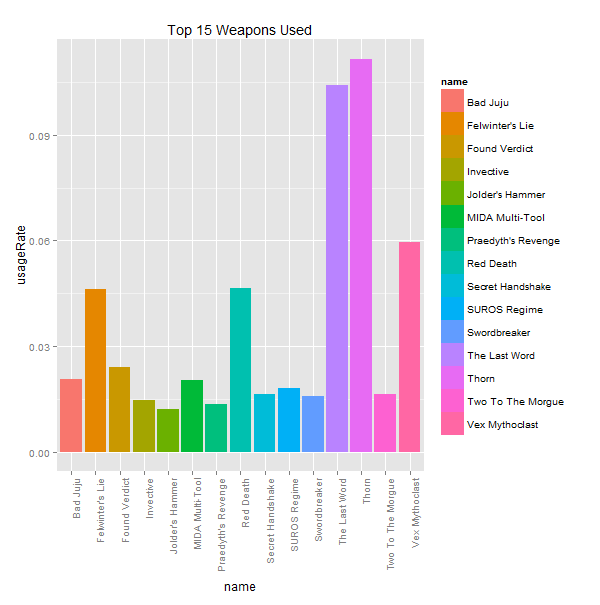 Top 15 Weapons Used
usageRate
0.09
0.06
0.03
0.00
Bad Juju
Felwinter's Lie
Found Verdict
Invective
Jolder's Hammer
MIDA Multi-Tool
Praedyth's Revenge
Red Death
Secret Handshake
SUROS Regime
Swordbreaker
The Last Word
Thorn
Two To The Morgue
Vex Mythoclast
name
name
Bad Juju
Felwinter's Lie
Found Verdict
Invective
Jolder's Hammer
MIDA Multi-Tool
Praedyth's Revenge
Red Death
Secret Handshake
SUROS Regime
Swordbreaker
The Last Word
Thorn
Two To The Morgue
Vex Mythoclast